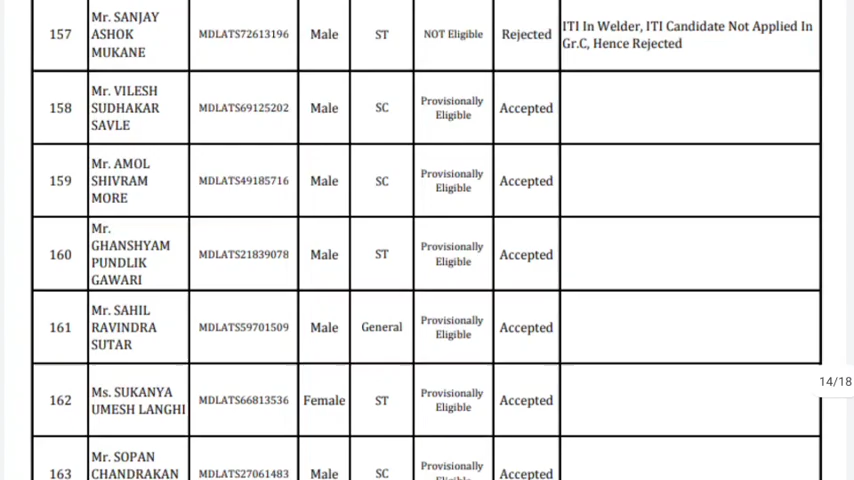 157
Mr. SANJAY
ASHOK
MUKANE
MDLATS72613196
Male
ST
NOT Eligible
Rejected
ITI In Welder, ITI Candidate Not Applied In
Gr.C, Hence Rejected
158
Mr. VILESH
SUDHAKAR
SAVLE
MDLATS69125202
Male
SC
Provisionally
Eligible
Accepted
159
Mr. AMOL
SHIVRAM
MORE
MDLATS49185716
Male
SC
Provisionally
Eligible
Accepted
160
Mr.
GHANSHYAM
PUNDLIK
GAWARI
MDLATS21839078
Male
ST
Provisionally
Eligible
Accepted
161
Mr. SAHIL
RAVINDRA
SUTAR
MDLATS59701509
Male
General
Provisionally
Eligible
Accepted
14/18
162
Ms. SUKANYA
UMESH LANGHI
MDLATS66813536
Female
ST
Provisionally
Eligible
Accepted
163
Mr. SOPAN
CHANDRAKAN
MDLATS27061483
Male
SC
Provisionally
Eligible
Accepted